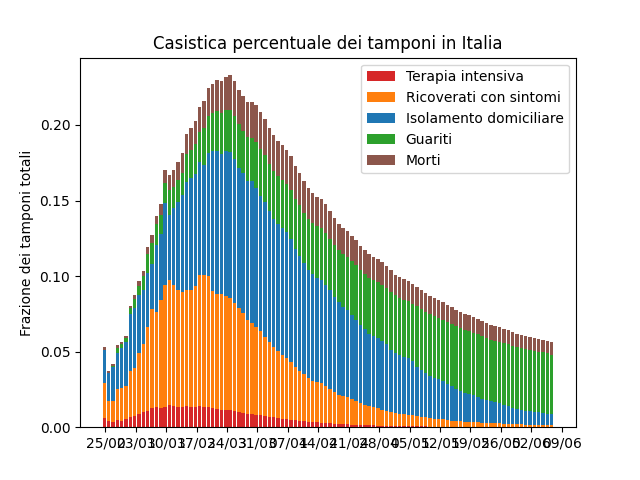 Casistica percentuale dei tamponi in Italia
Terapia intensiva
Ricoverati con sintomi
Isolamento domiciliare
Guariti
Morti
Frazione dei tamponi totali
0.20
0.15
0.10
0.05
0.00
25/02 03/03 10/03 17/03 24/03 31/03 07/04 14/04 21/04 28/04 05/05 12/05 19/05 26/05 02/06 09/06